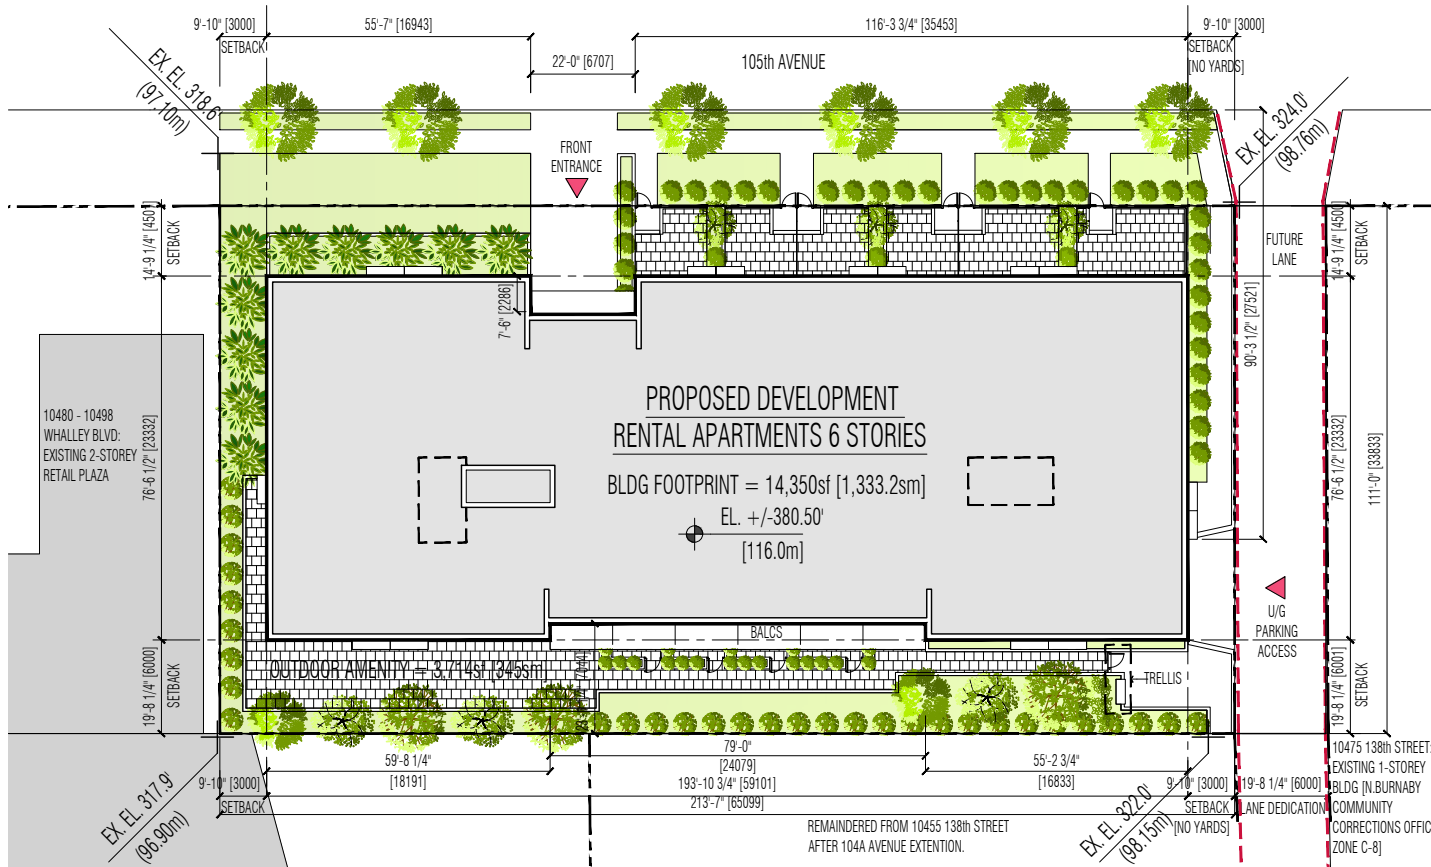 9'-10" [3000]
SETBACK
55'-7" [16943]
22'-0" [6707]
116'-3 3/4" [35453]
105th AVENUE
9'-10" [3000]
SETBACK
[NO YARDS]
EX. EL. 318.6'
(97.10m)
EX. EL. 324.0'
(98.76m)
FRONT
ENTRANCE
14'-9 1/4" [4501]
SETBACK
7'-6" [2286]
FUTURE
LANE
14'-9 1/4" [4500]
SETBACK
90'-3 1/2" [27521]
10480 - 10498
WHALLEY BLVD:
EXISTING 2-STOREY
RETAIL PLAZA
76'-6 1/2" [23332]
PROPOSED DEVELOPMENT
RENTAL APARTMENTS 6 STORIES
BLDG FOOTPRINT = 14,350sf [1,333.2sm]
EL. +/-380.50'
[116.0m]
76'-6 1/2" [23332]
111'-0" [33833]
U/G
PARKING
ACCESS
BALCS
OUTDOOR AMENITY = 3,714sf [345sm]
[7044]
TRELLIS
19'-8 1/4" [6000]
SETBACK
19'-8 1/4" [6001]
SETBACK
59'-8 1/4"
[18191]
79'-0"
[24079]
55'-2 3/4"
[16833]
9'-10" [3000]
SETBACK
193'-10 3/4" [59101]
213'-7" [65099]
9'-10" [3000]
SETBACK
[NO YARDS]
19'-8 1/4" [6000]
LANE DEDICATION
EX. EL. 317.9'
(96.90m)
EX. EL. 322.0'
(98.15m)
REMAINDERED FROM 10455 138th STREET
AFTER 104A AVENUE EXTENTION.
10475 138th STREET:
EXISTING 1-STOREY
BLDG [N.BURNABY
COMMUNITY
CORRECTIONS OFFIC
ZONE C-8]